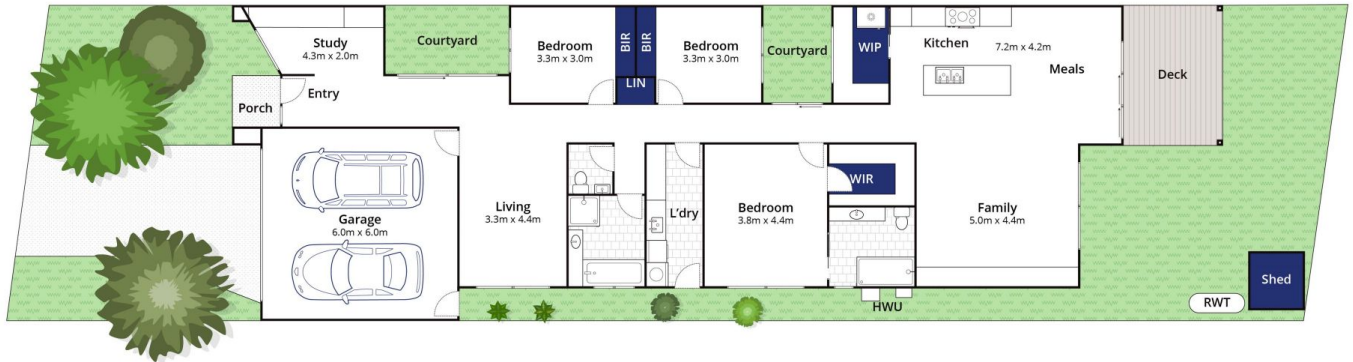 Study
4.3m x 2.0m
Courtyard
Bedroom
3.3m x 3.0m
BIR
BIR
LIN
Bedroom
3.3m x 3.0m
Courtyard
WIP
Kitchen
7.2m x 4.2m
Meals
Deck
Porch
Entry
Garage
6.0m x 6.0m
Living
3.3m x 4.4m
L'dry
Bedroom
3.8m x 4.4m
WIR
Family
5.0m x 4.4m
HWU
RWT
Shed